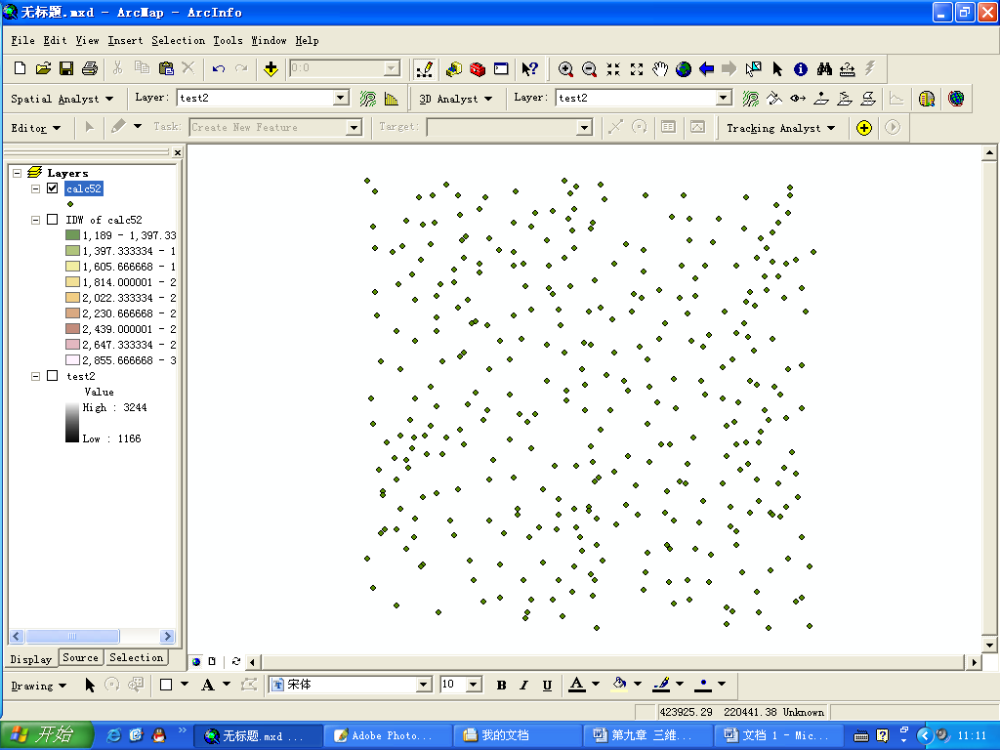 无标题.mxd - ArcMap - ArcInfo
File Edit View Insert Selection Tools Window Help
0:0
Spatial Analyst Layer: test2 3D Analyst Layer: test2
Editor Task: Create New Feature Target: Tracking Analyst
Layers
calc52
IDW of calc52
1,189 - 1,397.33
1,397.333334 - 1
1,605.666668 - 1
1,814.000001 - 2
2,022.333334 - 2
2,230.666668 - 2
2,439.000001 - 2
2,647.333334 - 2
2,855.666668 - 3
test2
Value
High : 3244
Low : 1166
Display Source Selection
Drawing A 宋体 10 B I U A
423925.29 220441.38 Unknown
开始 无标题.mxd ... Adobe Photo... 我的文档 第九章 三维... 文档 1 - Mic... 11:11